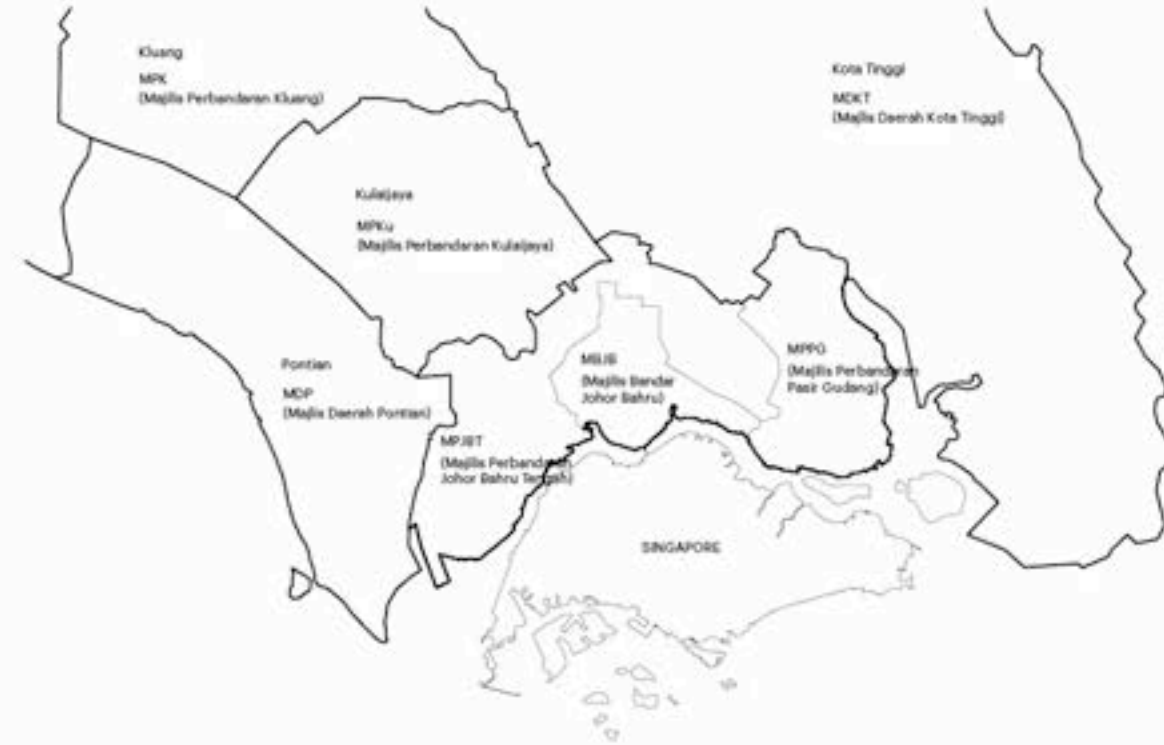 Kluang
MPK
(Majlis Perbandaran Kluang)
Kota Tinggi
MDKT
(Majlis Daerah Kota Tinggi)
Kulaijaya
MPKu
(Majlis Perbandaran Kulaijaya)
Pontian
MDP
(Majlis Daerah Pontian)
MBJB
(Majlis Bandar
Johor Bahru)
MPPG
(Majlis Perbandaran
Pasir Gudang)
MPJBT
(Majlis Perbandaran
Johor Bahru Tengah)
SINGAPORE